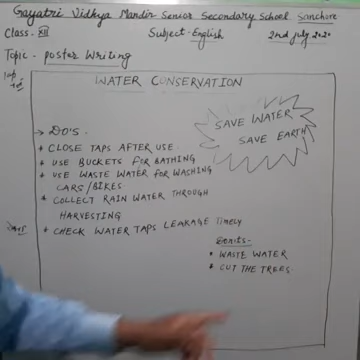 Gayatri Vidhya Mandir Senior Secondary School Sanchore
Class - XII Subject - English 2nd July, 2020
Topic - poster Writing
WATER CONSERVATION
SAVE WATER
SAVE EARTH
→ DO'S -
* CLOSE TAPS AFTER USE
* USE BUCKETS FOR BATHING
* USE WASTE WATER FOR WASHING
CARS/BIKES
* COLLECT RAIN WATER THROUGH
HARVESTING
* CHECK WATER TAPS LEAKAGE Timely
Don'ts -
* WASTE WATER
* CUT THE TREES